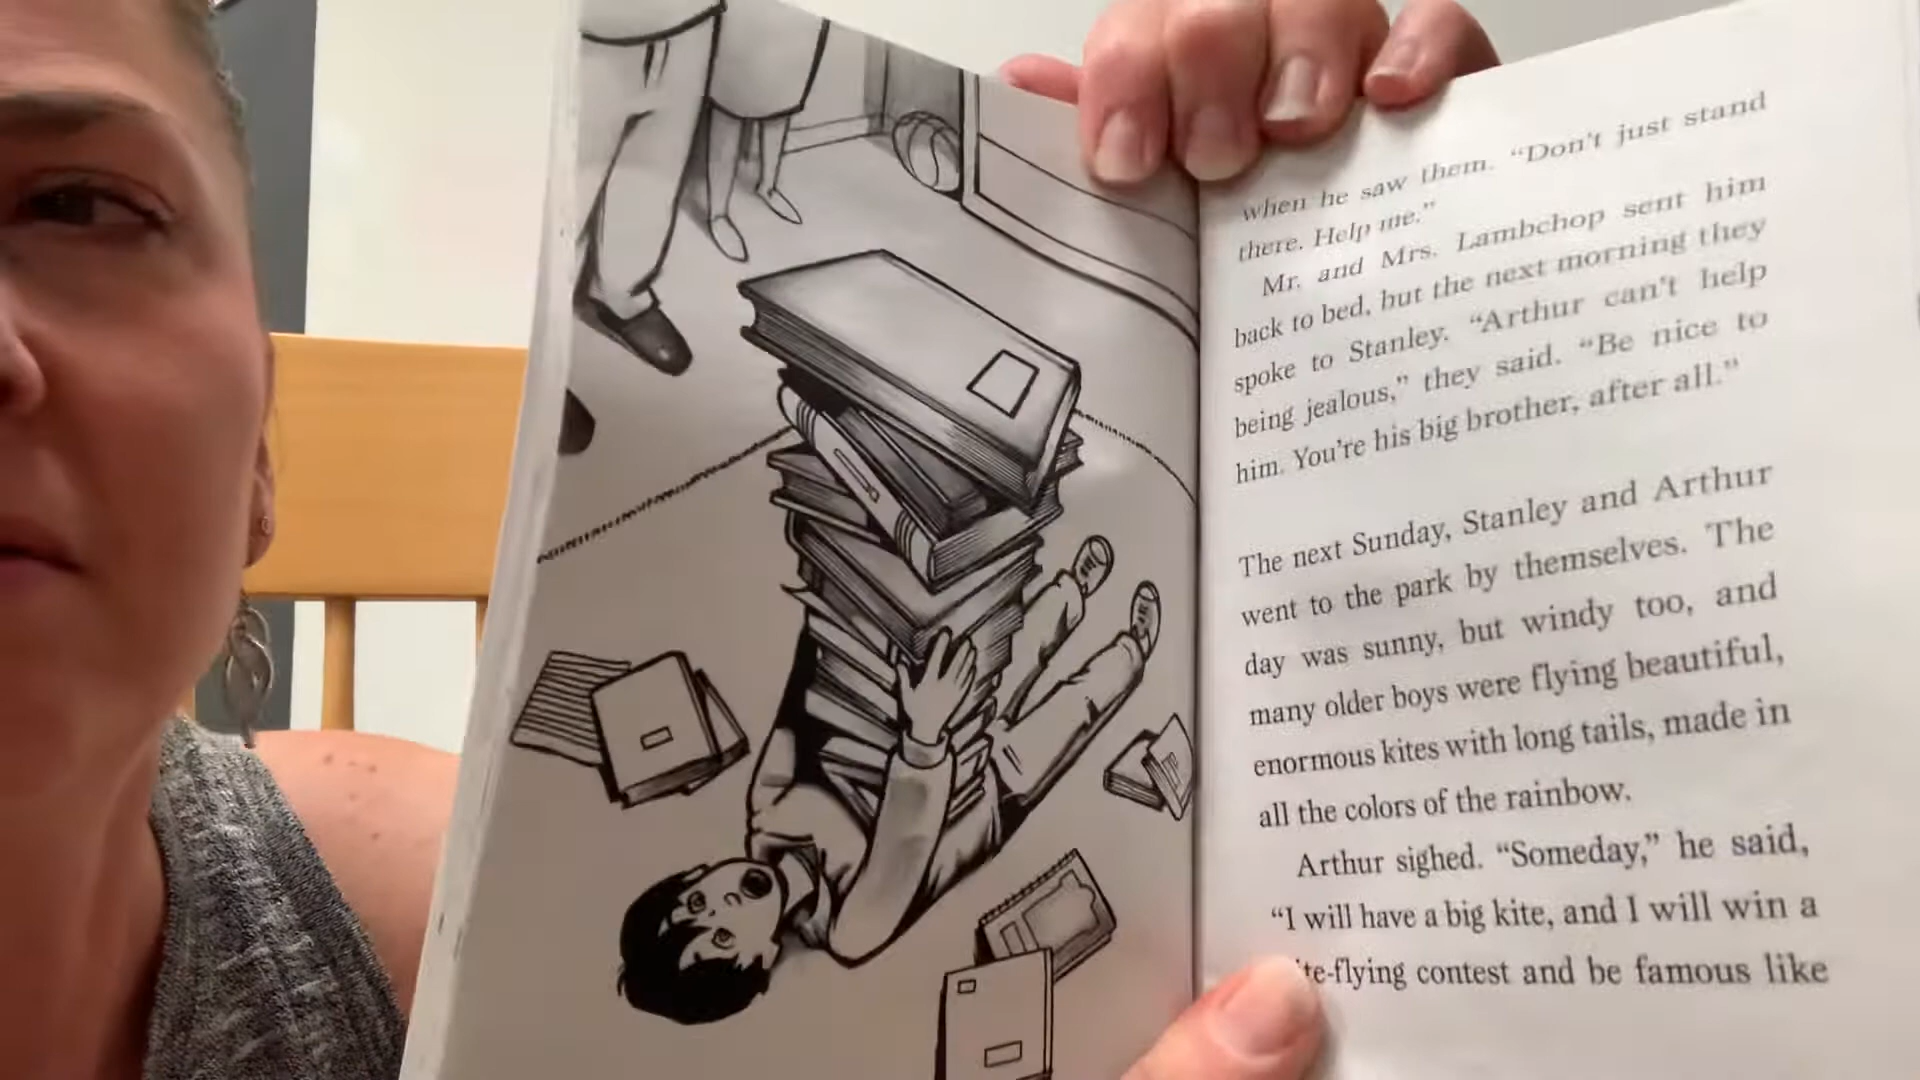 when he saw them. “Don’t just stand
there. Help me.”
Mr. and Mrs. Lambchop sent him
back to bed, but the next morning they
spoke to Stanley. “Arthur can’t help
being jealous,” they said. “Be nice to
him. You’re his big brother, after all.”
The next Sunday, Stanley and Arthur
went to the park by themselves. The
day was sunny, but windy too, and
many older boys were flying beautiful,
enormous kites with long tails, made in
all the colors of the rainbow.
Arthur sighed. “Someday,” he said,
“I will have a big kite, and I will win a
te-flying contest and be famous like